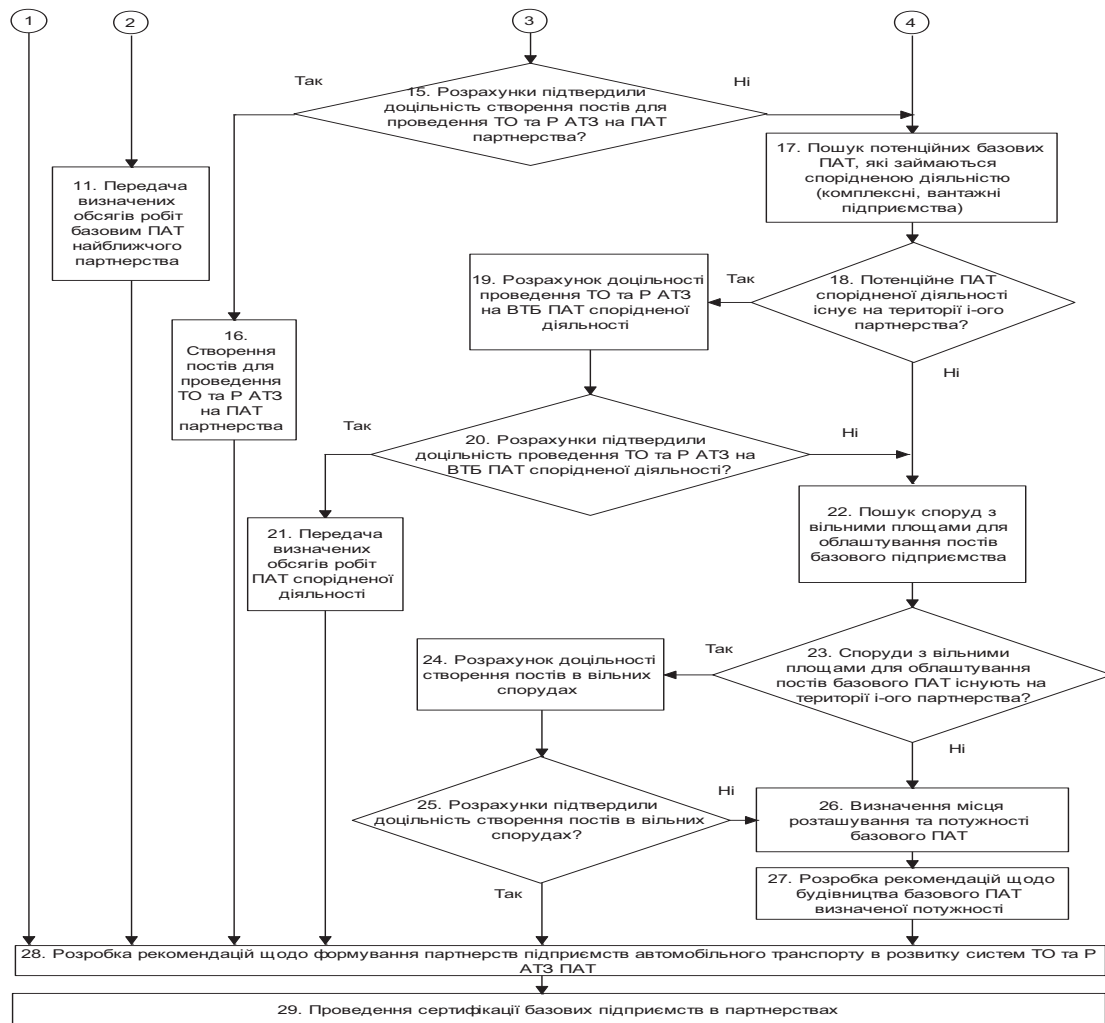 1
2
3
4
Так
Ні
15. Розрахунки підтвердили
доцільність створення постів для
проведення ТО та Р АТЗ на ПАТ
партнерства?
17. Пошук потенційних базових
ПАТ, які займаються
спорідненою діяльністю
(комплексні, вантажні
підприємства)
11. Передача
визначених
обсягів робіт
базовим ПАТ
найближчого
партнерства
19. Розрахунок доцільності
проведення ТО та Р АТЗ
на ВТБ ПАТ спорідненої
діяльності
Так
18. Потенційне ПАТ
спорідненої діяльності
існує на території і-ого
партнерства?
16.
Створення
постів для
проведення
ТО та Р АТЗ
на ПАТ
партнерства
Ні
Так
20. Розрахунки підтвердили
доцільність проведення ТО та Р АТЗ на
ВТБ ПАТ спорідненої діяльності?
Ні
22. Пошук споруд з
вільними площами для
облаштування постів
базового підприємства
21. Передача
визначених
обсягів робіт
ПАТ спорідненої
діяльності
24. Розрахунок доцільності
створення постів в вільних
спорудах
Так
23. Споруди з вільними
площами для облаштування
постів базового ПАТ існують на
території і-ого партнерства?
Ні
25. Розрахунки підтвердили
доцільність створення постів в вільних
спорудах?
Ні
26. Визначення місця
розташування та потужності
базового ПАТ
Так
27. Розробка рекомендацій щодо
будівництва базового ПАТ
визначеної потужності
28. Розробка рекомендацій щодо формування партнерств підприємств автомобільного транспорту в розвитку систем ТО та Р
АТЗ ПАТ
29. Проведення сертифікації базових підприємств в партнерствах